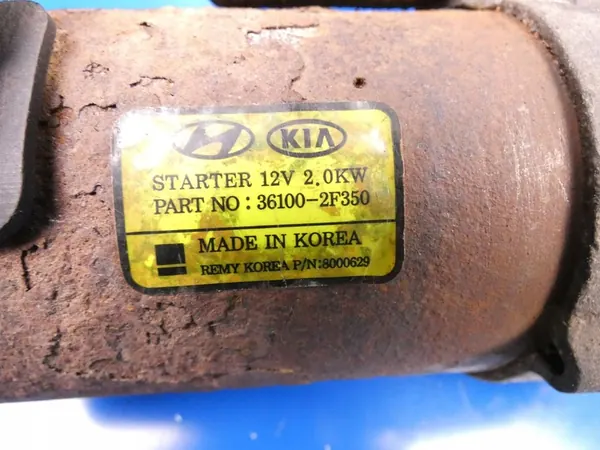 KIA
STARTER 12V 2.0KW
PART NO : 36100-2F350
MADE IN KOREA
REMY KOREA P/N:8000629